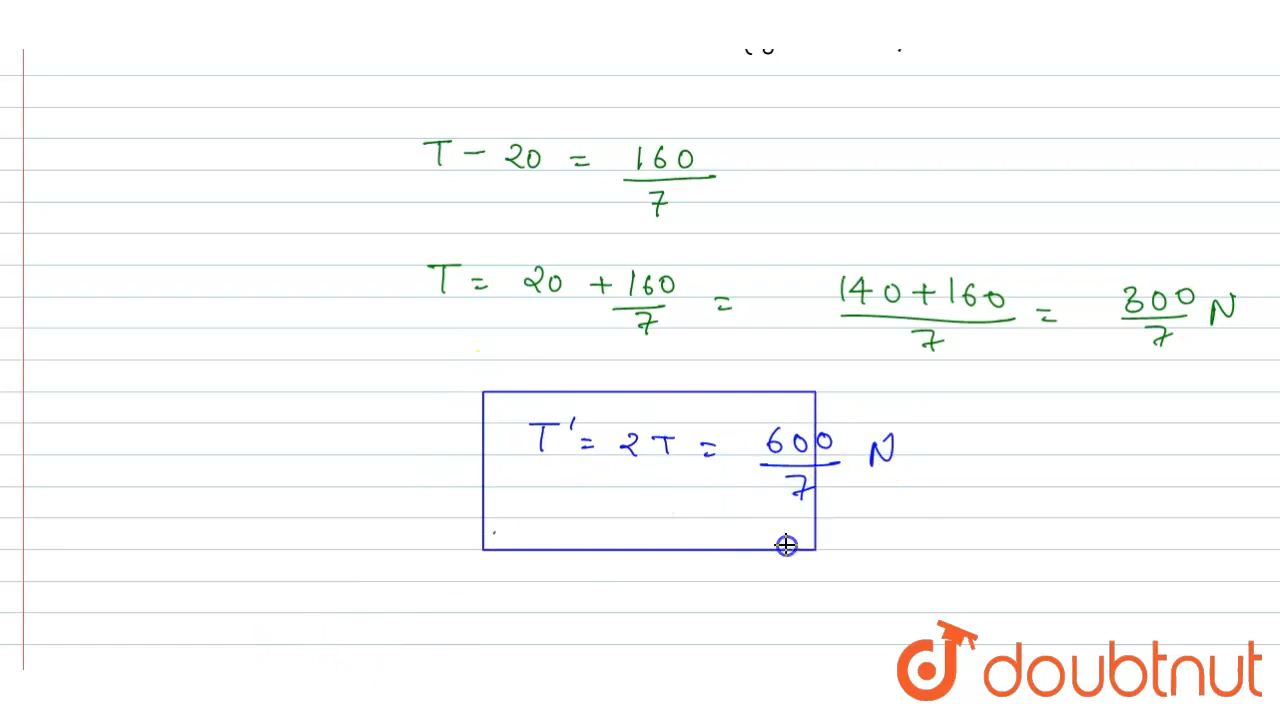 T - 20 = 160/7
T = 20 + 160/7 = 140+160/7 = 300/7 N
T' = 2T = 600/7 N
doubtnut